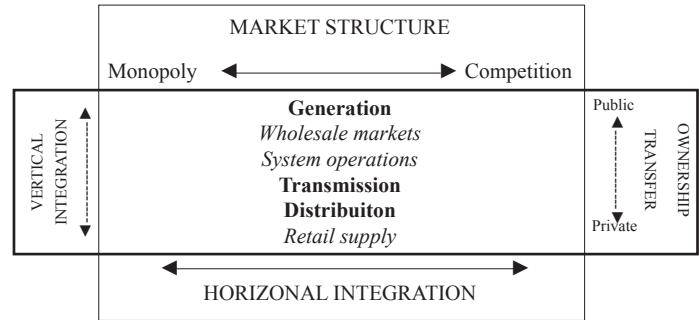 MARKET STRUCTURE
Monopoly Competition
VERTICAL
INTEGRATION
Generation
Wholesale markets
System operations
Transmission
Distribuiton
Retail supply
Public
Private
TRANSFER
OWNERSHIP
HORIZONAL INTEGRATION